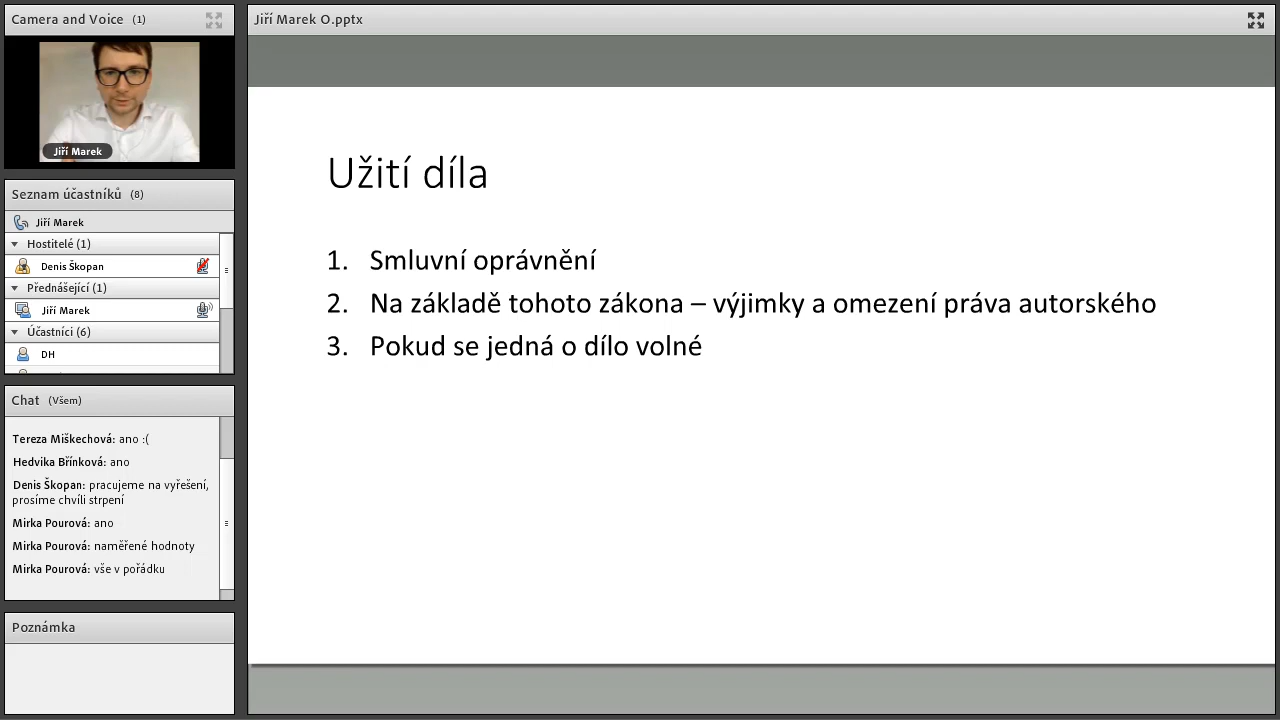 Camera and Voice (1)
Jiří Marek
Seznam účastníků (8)
Jiří Marek
Hostitelé (1)
Denis Škopan
Přednášející (1)
Jiří Marek
Účastníci (6)
DH
Chat (Všem)
Tereza Miškechová: ano :(
Hedvika Břínková: ano
Denis Škopan: pracujeme na vyřešení,
prosíme chvíli strpení
Mirka Pourová: ano
Mirka Pourová: naměřené hodnoty
Mirka Pourová: vše v pořádku
Poznámka
Jiří Marek O.pptx
Užití díla
1. Smluvní oprávnění
2. Na základě tohoto zákona – výjimky a omezení práva autorského
3. Pokud se jedná o dílo volné